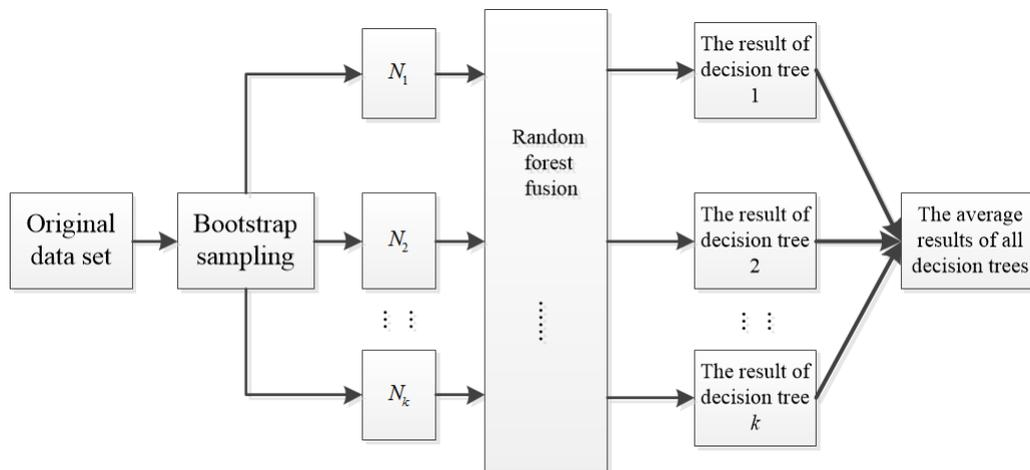 Original
data set
Bootstrap
sampling
N₁
N₂
⋮ ⋮
Nₖ
Random
forest
fusion
⋮
The result of
decision tree
1
The result of
decision tree
2
⋮ ⋮
The result of
decision tree
k
The average
results of all
decision trees